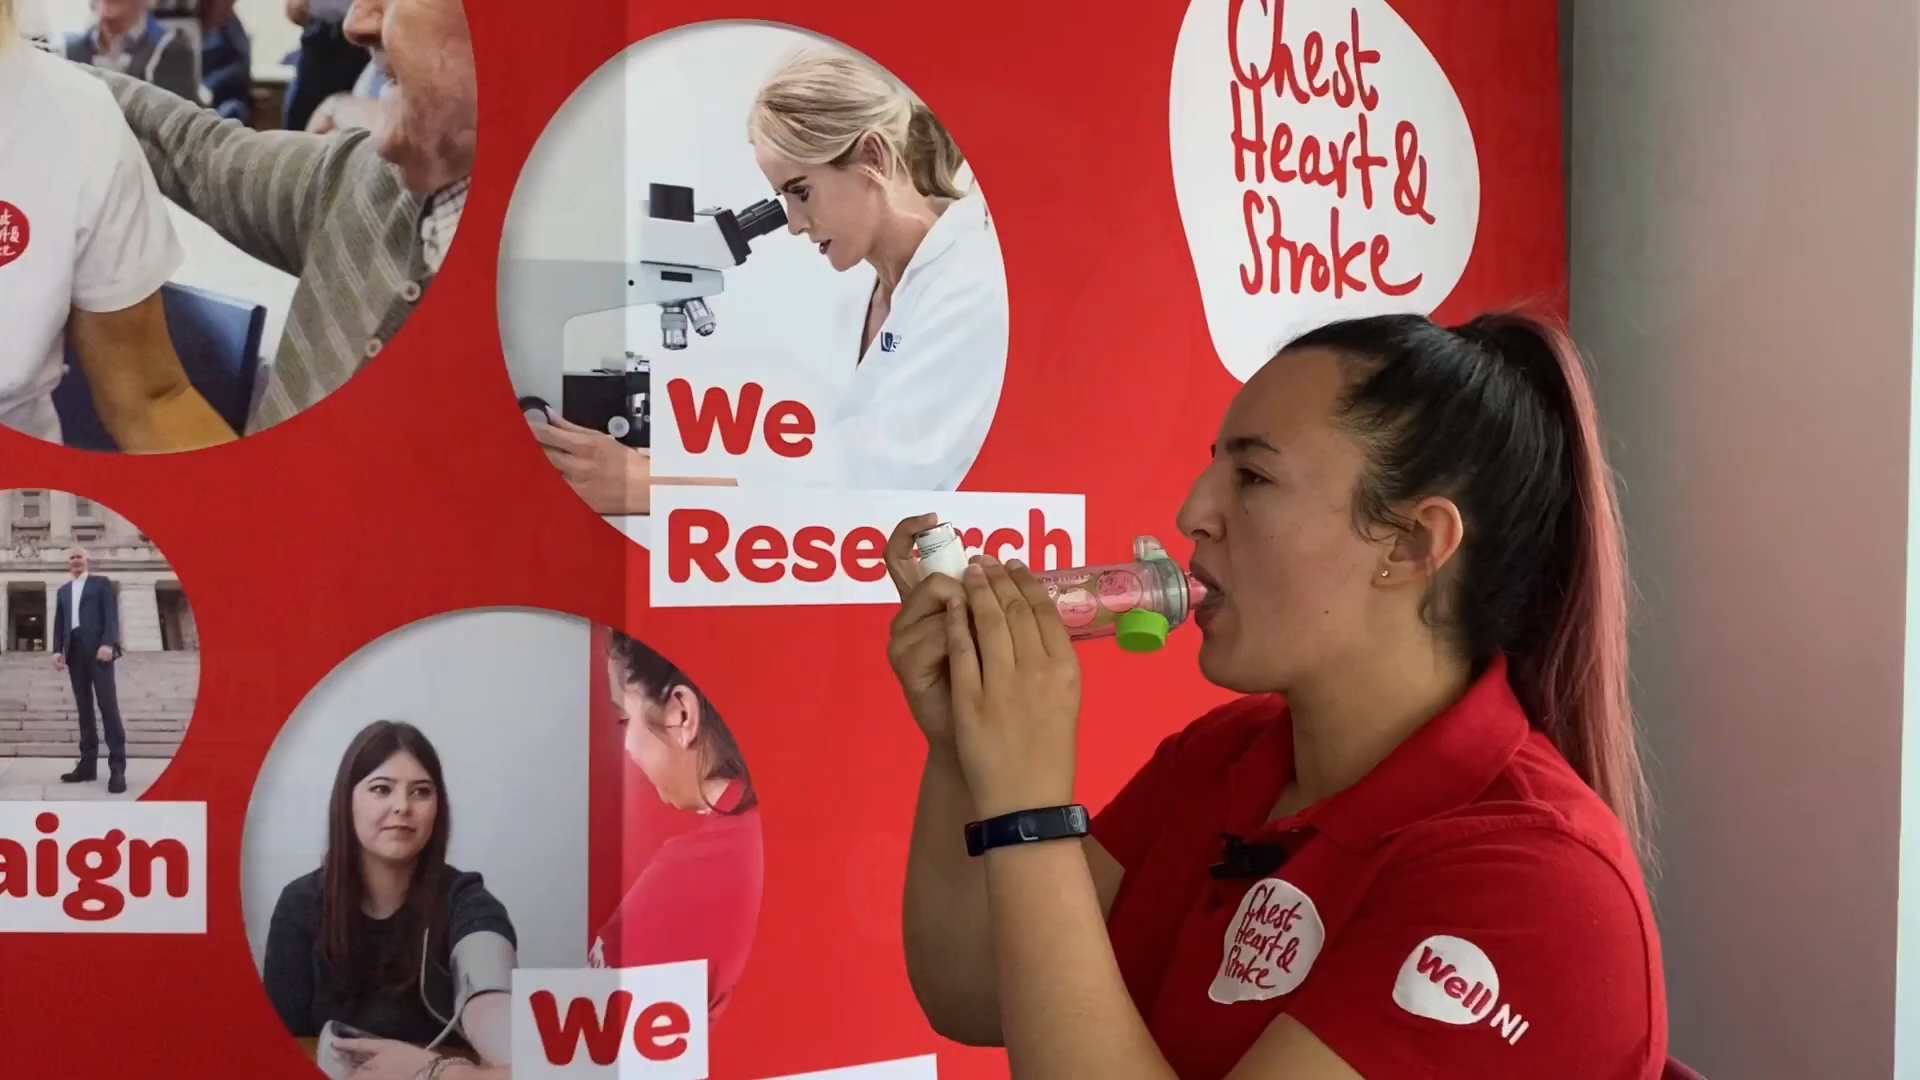 Chest
Heart &
Stroke
We
Research
aign
We
Chest
Heart &
Stroke
Well NI